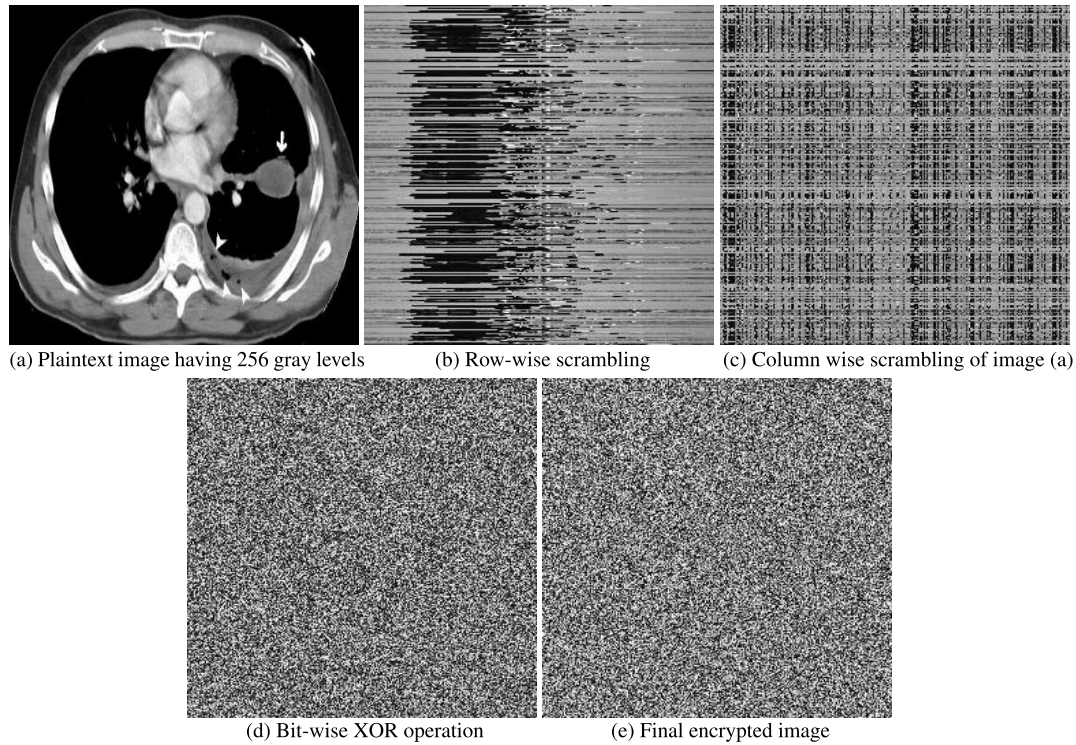 (a) Plaintext image having 256 gray levels
(b) Row-wise scrambling
(c) Column wise scrambling of image (a)
(d) Bit-wise XOR operation
(e) Final encrypted image